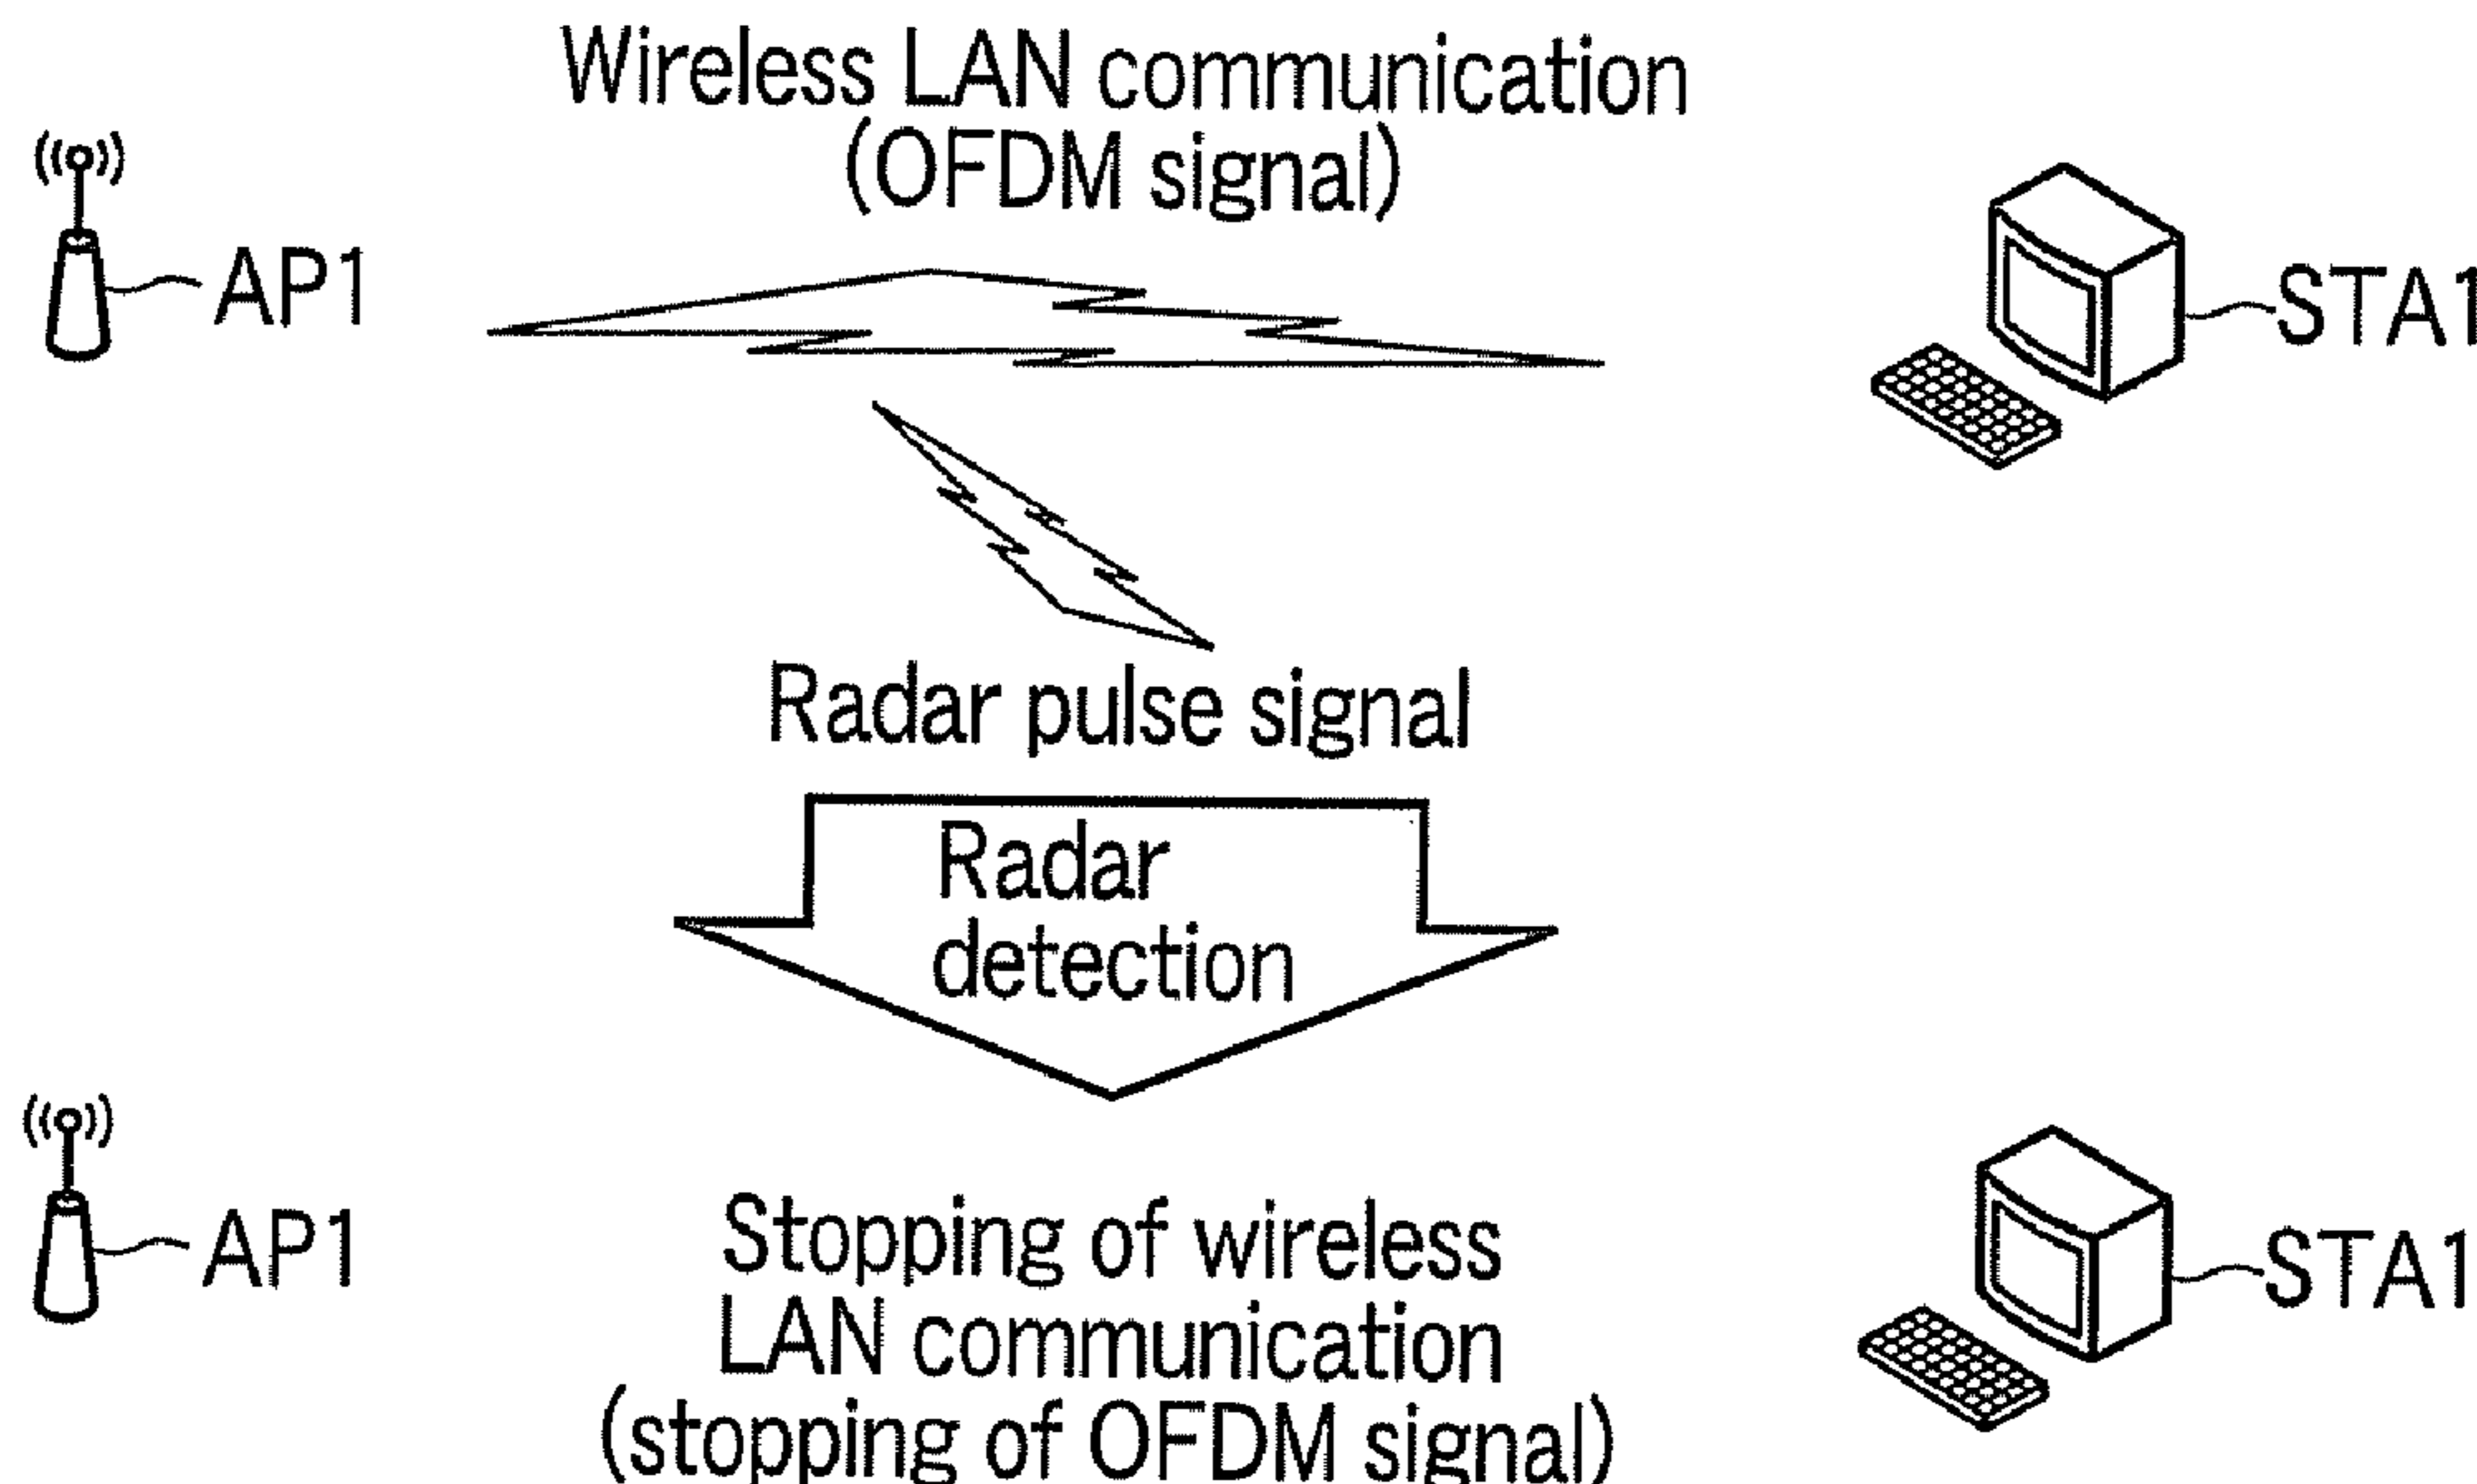 Wireless LAN communication
(OFDM signal)
AP1
STA1
Radar pulse signal
Radar
detection
AP1
STA1
Stopping of wireless
LAN communication
(stopping of OFDM signal)